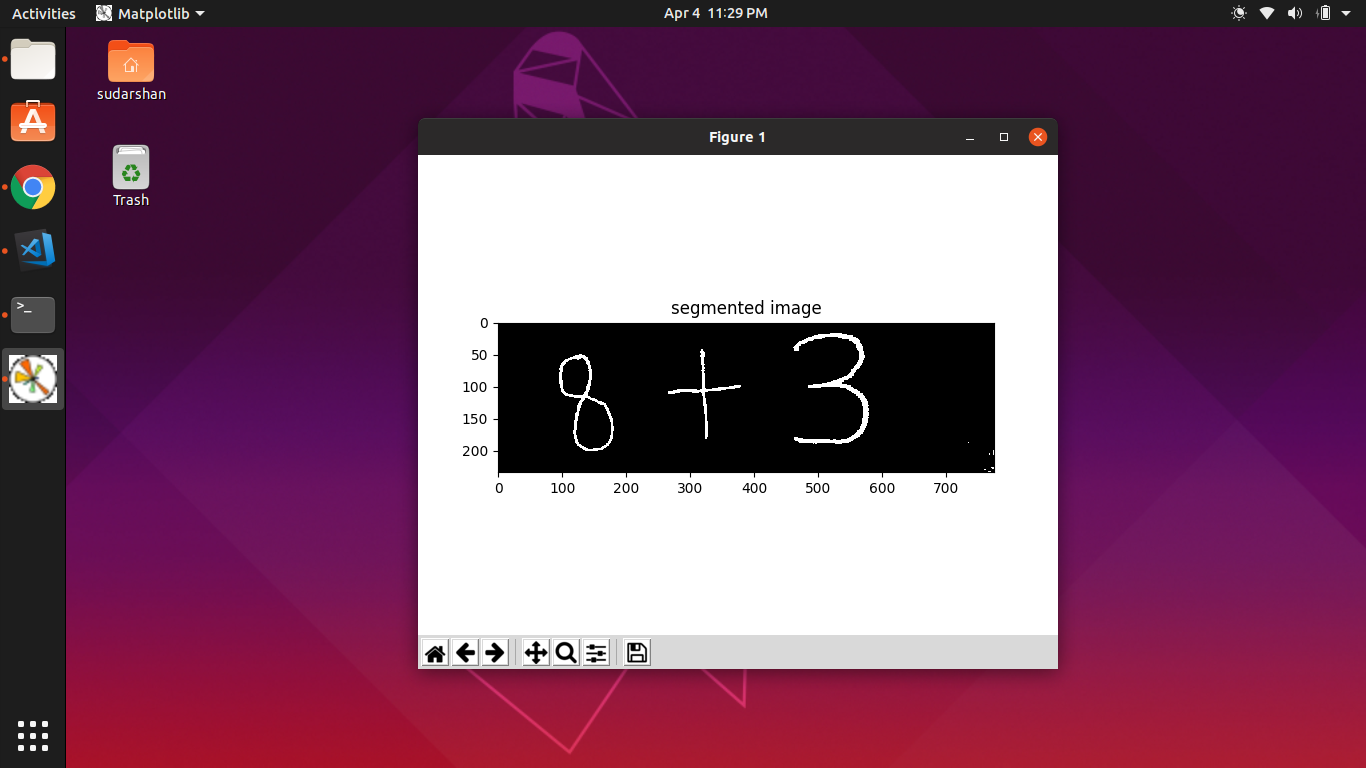 Activities Matplotlib Apr 4 11:29 PM
sudarshan
Trash
Figure 1
segmented image
0
50
100
150
200
8 + 3
0 100 200 300 400 500 600 700
>_